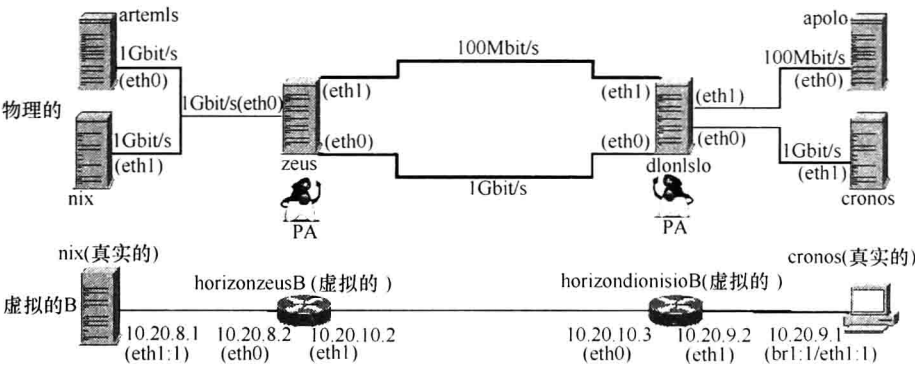 artemls
apolo
1Gbit/s
100Mbit/s
100Mbit/s
(eth0)
(eth1)
(eth1)
(eth1)
(eth0)
物理的
1Gbit/s(eth0)
1Gbit/s
(eth0)
(eth0)
(eth0)
1Gbit/s
(eth1)
zeus
dlonlslo
(eth1)
nix
1Gbit/s
cronos
PA
PA
nix(真实的)
cronos(真实的)
horizonzeusB (虚拟的 )
horizondionisioB(虚拟的 )
虚拟的B
10.20.8.1
10.20.8.2
10.20.10.2
10.20.10.3
10.20.9.2
10.20.9.1
(eth1:1)
(eth0)
(eth1)
(eth0)
(eth1)
(br1:1/eth1:1)